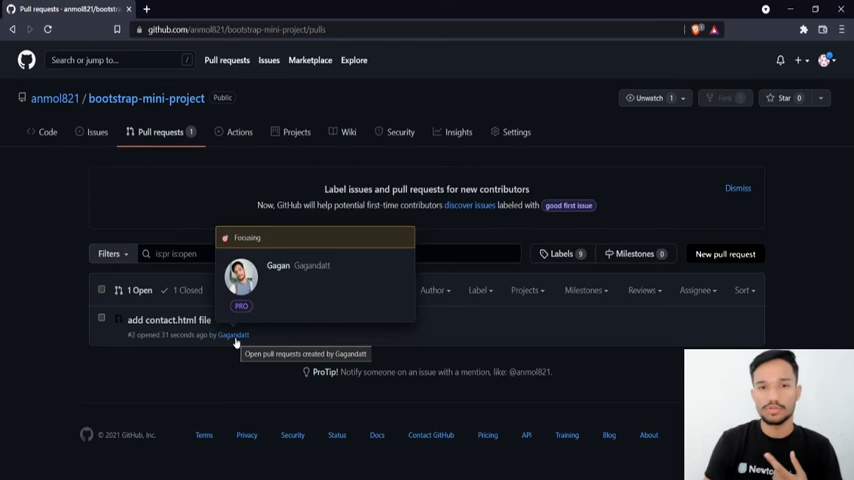 Pull requests · anmol821/bootstr
github.com/anmol821/bootstrap-mini-project/pulls
Search or jump to...
/
Pull requests
Issues
Marketplace
Explore
anmol821 / bootstrap-mini-project
Public
Unwatch
1
Fork
Star
0
Code
Issues
Pull requests
1
Actions
Projects
Wiki
Security
Insights
Settings
Label issues and pull requests for new contributors
Dismiss
Now, GitHub will help potential first-time contributors discover issues labeled with good first issue
Focusing
Filters
is:pr is:open
Labels
9
Milestones
0
New pull request
Gagan Gagandatt
PRO
1 Open
1 Closed
Author
Label
Projects
Milestones
Reviews
Assignee
Sort
add contact.html file
#2 opened 31 seconds ago by Gagandatt
Open pull requests created by Gagandatt
ProTip! Notify someone on an issue with a mention, like: @anmol821.
© 2021 GitHub, Inc.
Terms
Privacy
Security
Status
Docs
Contact GitHub
Pricing
API
Training
Blog
About